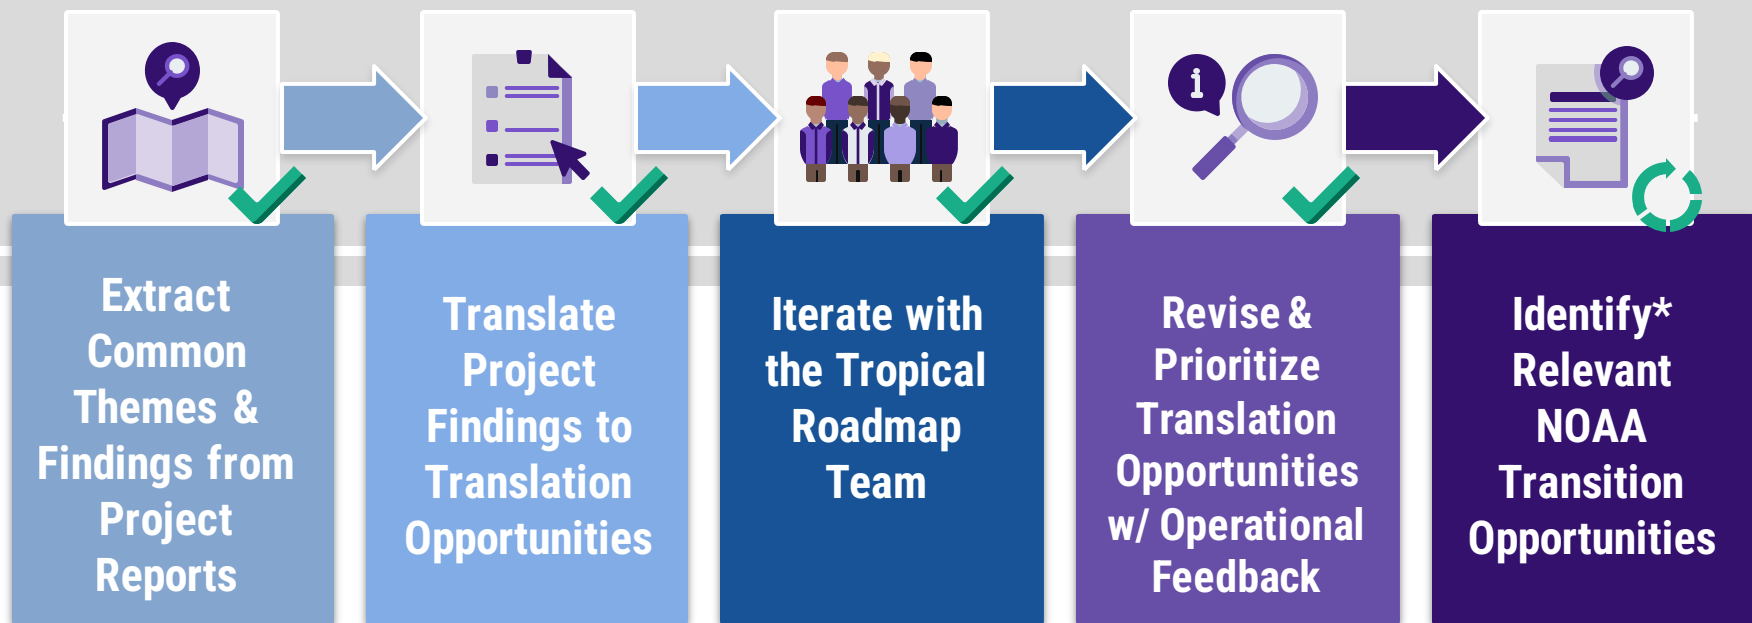 Extract
Common
Themes &
Findings from
Project
Reports
Translate
Project
Findings to
Translation
Opportunities
Iterate with
the Tropical
Roadmap
Team
Revise &
Prioritize
Translation
Opportunities
w/ Operational
Feedback
Identify*
Relevant
NOAA
Transition
Opportunities